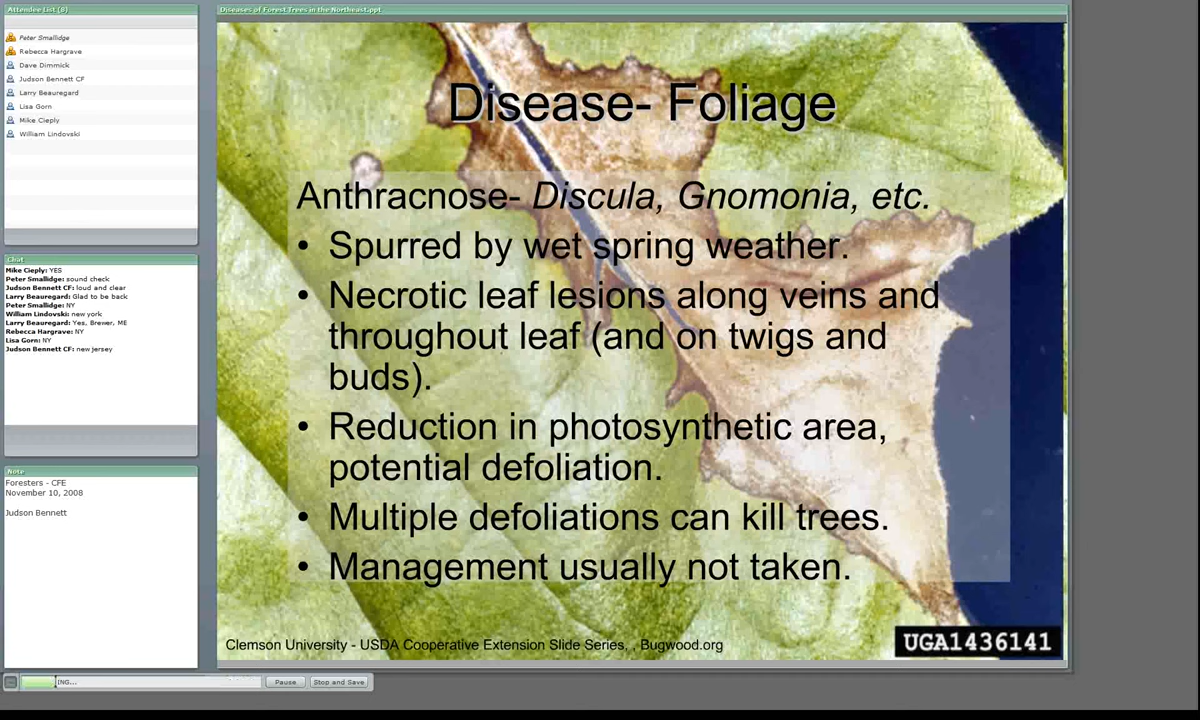 Attendee List (8)
Peter Smallidge
Rebecca Hargrave
Dave Dimmick
Judson Bennett CF
Larry Beauregard
Lisa Gorn
Mike Cieply
William Lindovski
Chat
Mike Cieply: YES
Peter Smallidge: sound check
Judson Bennett CF: loud and clear
Larry Beauregard: Glad to be back
Peter Smallidge: NY
William Lindovski: new york
Larry Beauregard: Yes, Brewer, ME
Rebecca Hargrave: NY
Lisa Gorn: NY
Judson Bennett CF: new jersey
Note
Foresters - CFE
November 10, 2008
Judson Bennett
Diseases of Forest Trees in the Northeast.ppt
Disease- Foliage
Anthracnose- Discula, Gnomonia, etc.
• Spurred by wet spring weather.
• Necrotic leaf lesions along veins and
throughout leaf (and on twigs and
buds).
• Reduction in photosynthetic area,
potential defoliation.
• Multiple defoliations can kill trees.
• Management usually not taken.
Clemson University - USDA Cooperative Extension Slide Series, , Bugwood.org
UGA1436141
ING...
Pause
Stop and Save